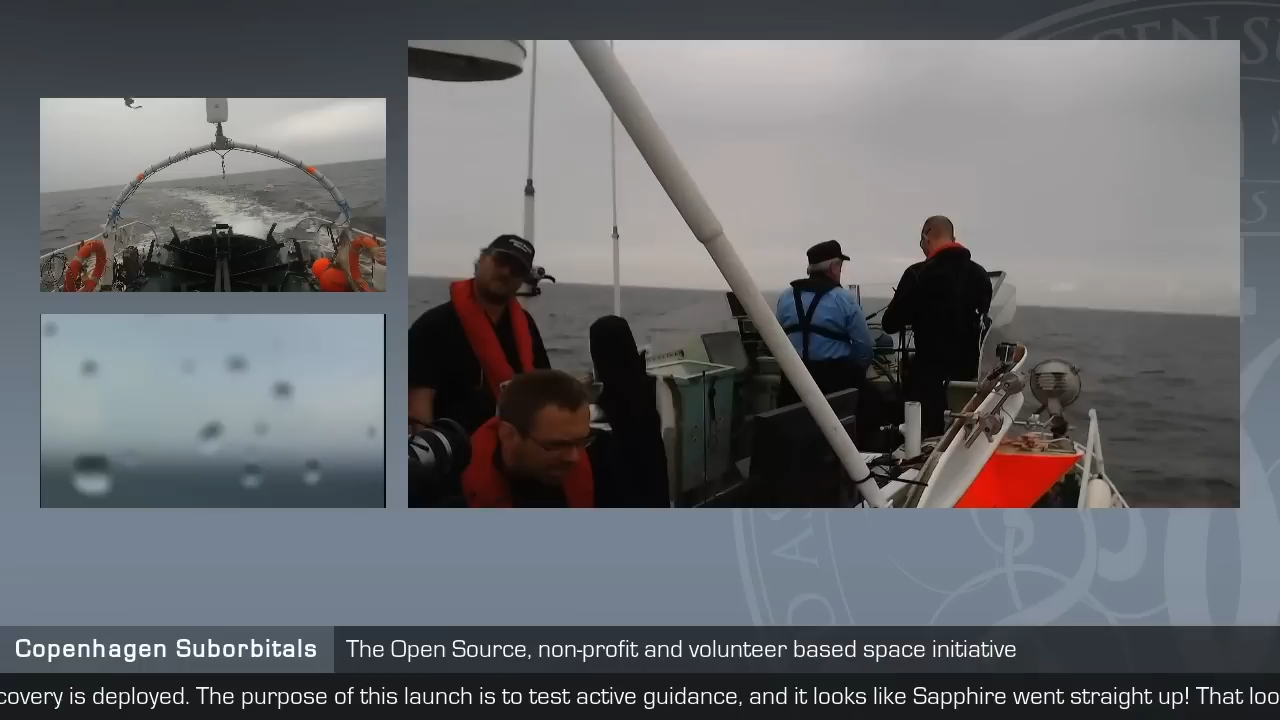 Copenhagen Suborbitals
The Open Source, non-profit and volunteer based space initiative
covery is deployed. The purpose of this launch is to test active guidance, and it looks like Sapphire went straight up! That loo